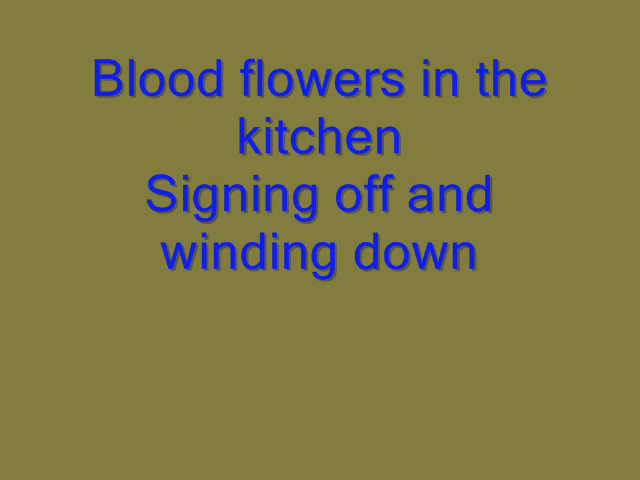 Blood flowers in the
kitchen
Signing off and
winding down